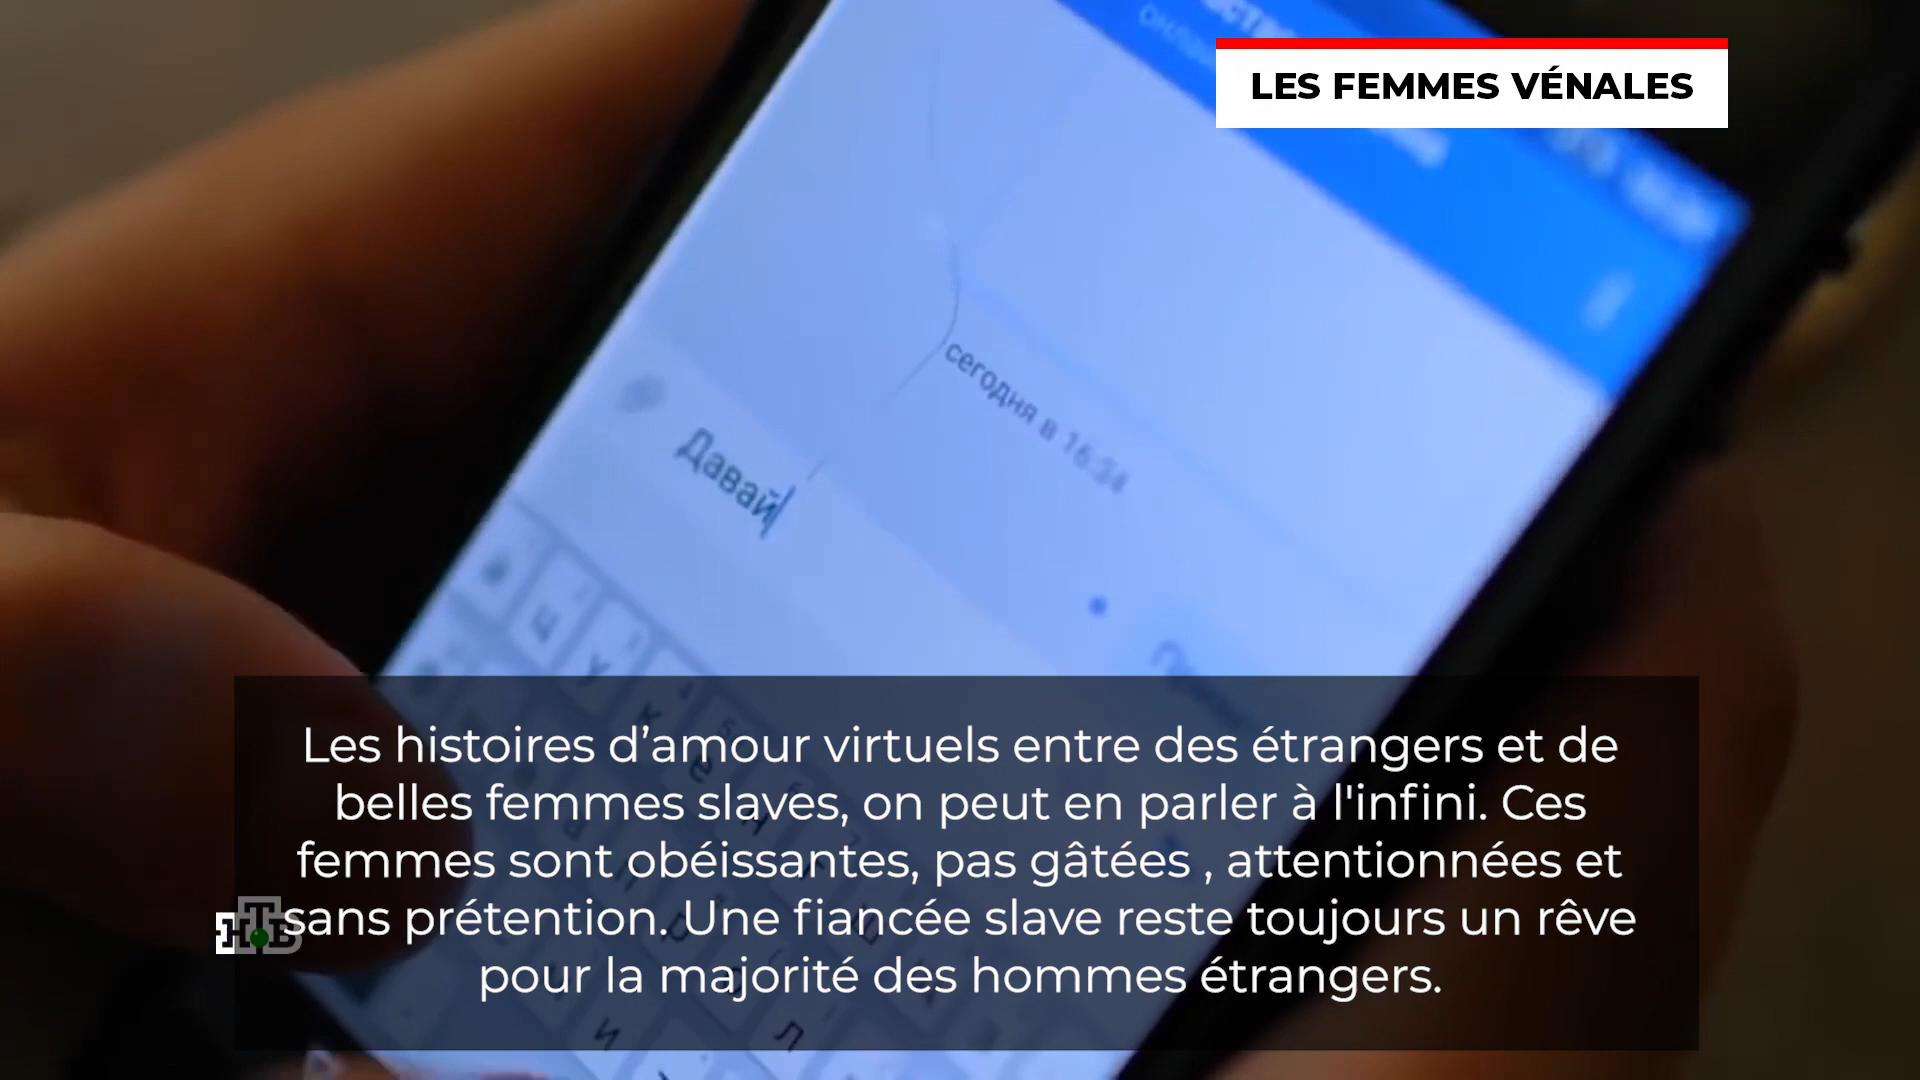 LES FEMMES VÉNALES
сегодня в 16:34
Давай
Les histoires d’amour virtuels entre des étrangers et de
belles femmes slaves, on peut en parler à l'infini. Ces
femmes sont obéissantes, pas gâtées , attentionnées et
sans prétention. Une fiancée slave reste toujours un rêve
pour la majorité des hommes étrangers.
НТВ